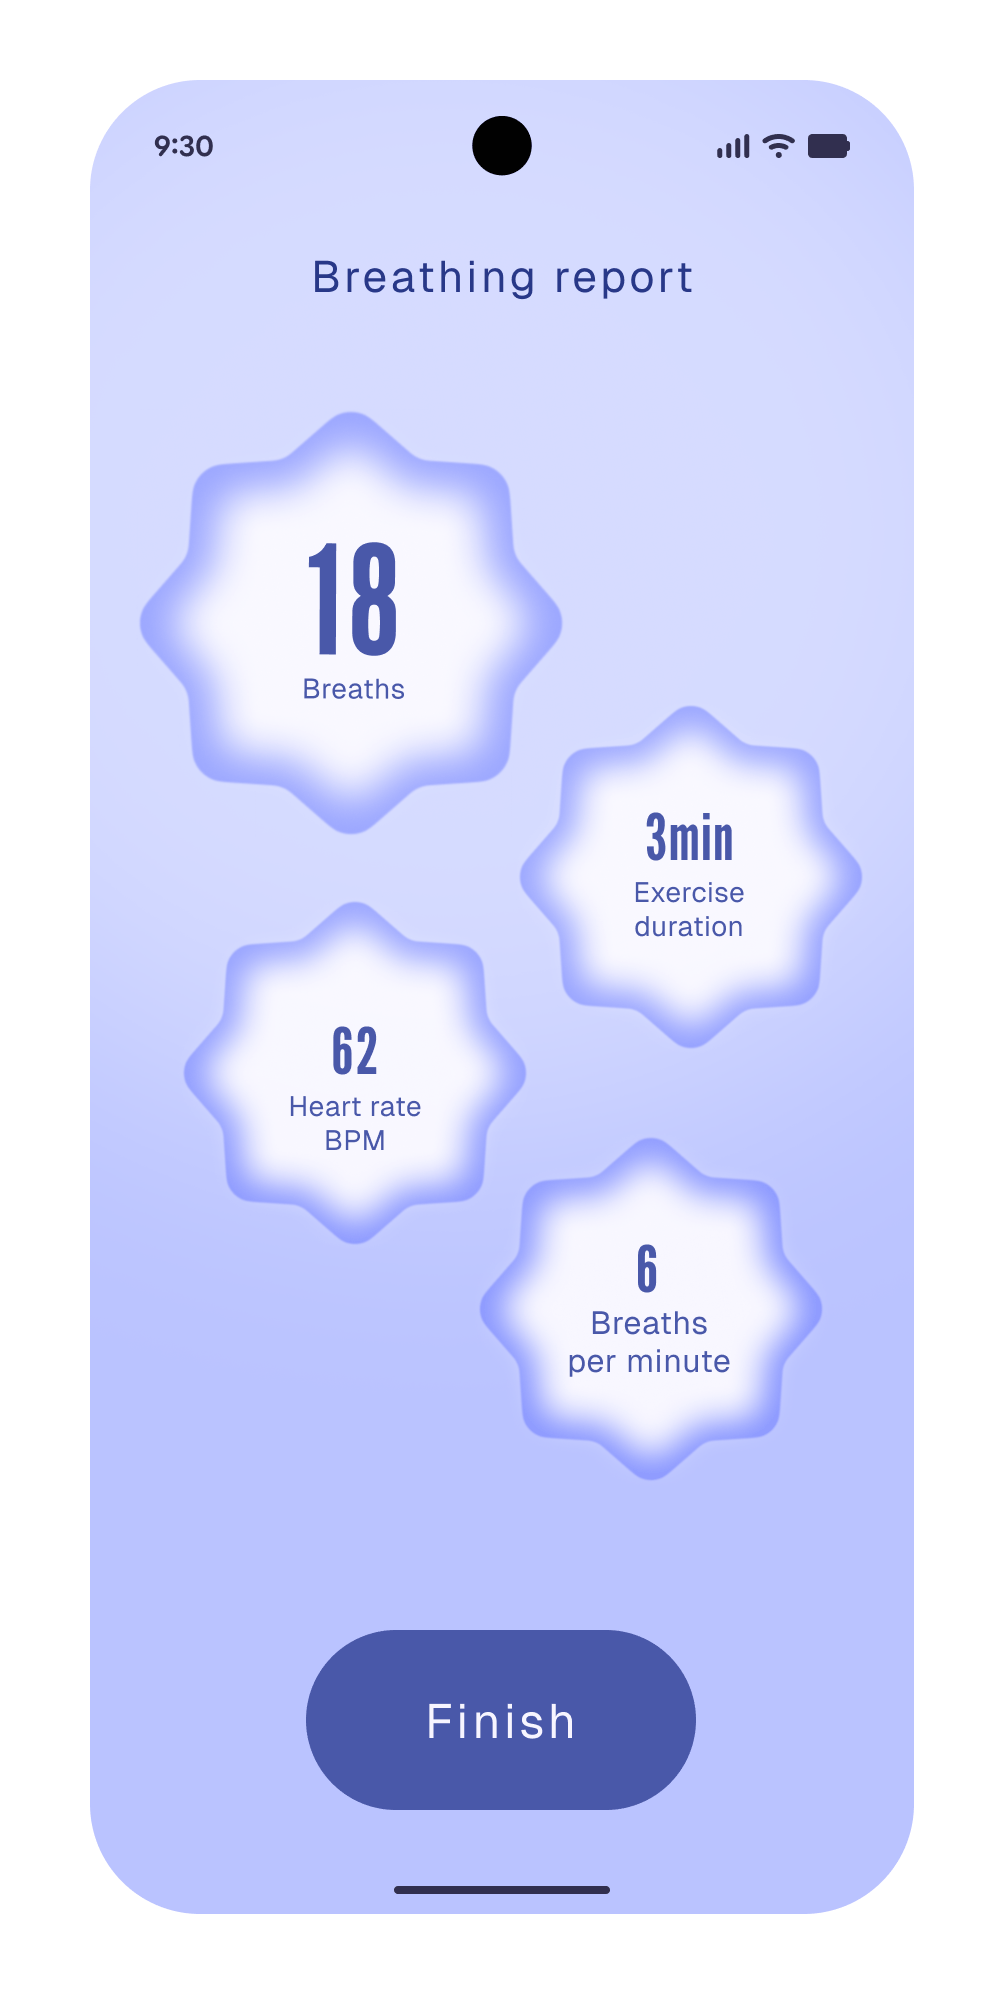 9:30
Breathing report
18
Breaths
3min
Exercise
duration
62
Heart rate
BPM
6
Breaths
per minute
Finish